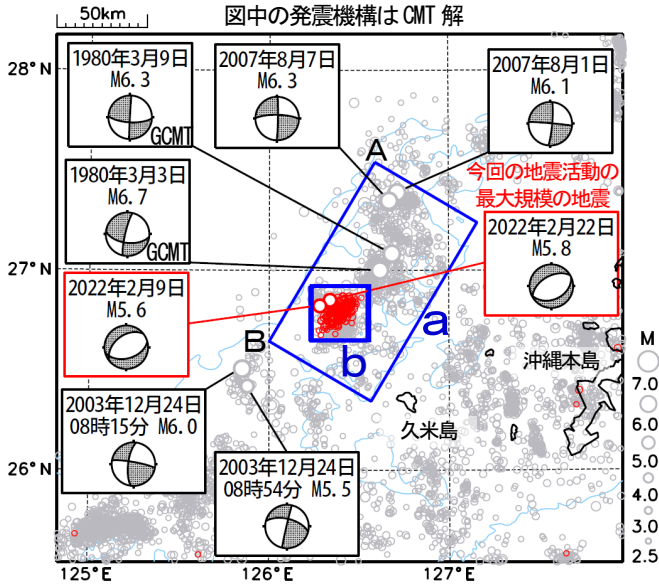 50km
図中の発震機構は CMT 解
28°N
1980年3月9日
M6.3
GCMT
2007年8月7日
M6.3
2007年8月1日
M6.1
A
今回の地震活動の
最大規模の地震
1980年3月3日
M6.7
GCMT
2022年2月22日
M5.8
27°N
2022年2月9日
M5.6
a
b
B
沖縄本島
久米島
2003年12月24日
08時15分 M6.0
2003年12月24日
08時54分 M5.5
26°N
M
7.0
6.0
5.0
4.0
3.0
2.5
125°E
126°E
127°E